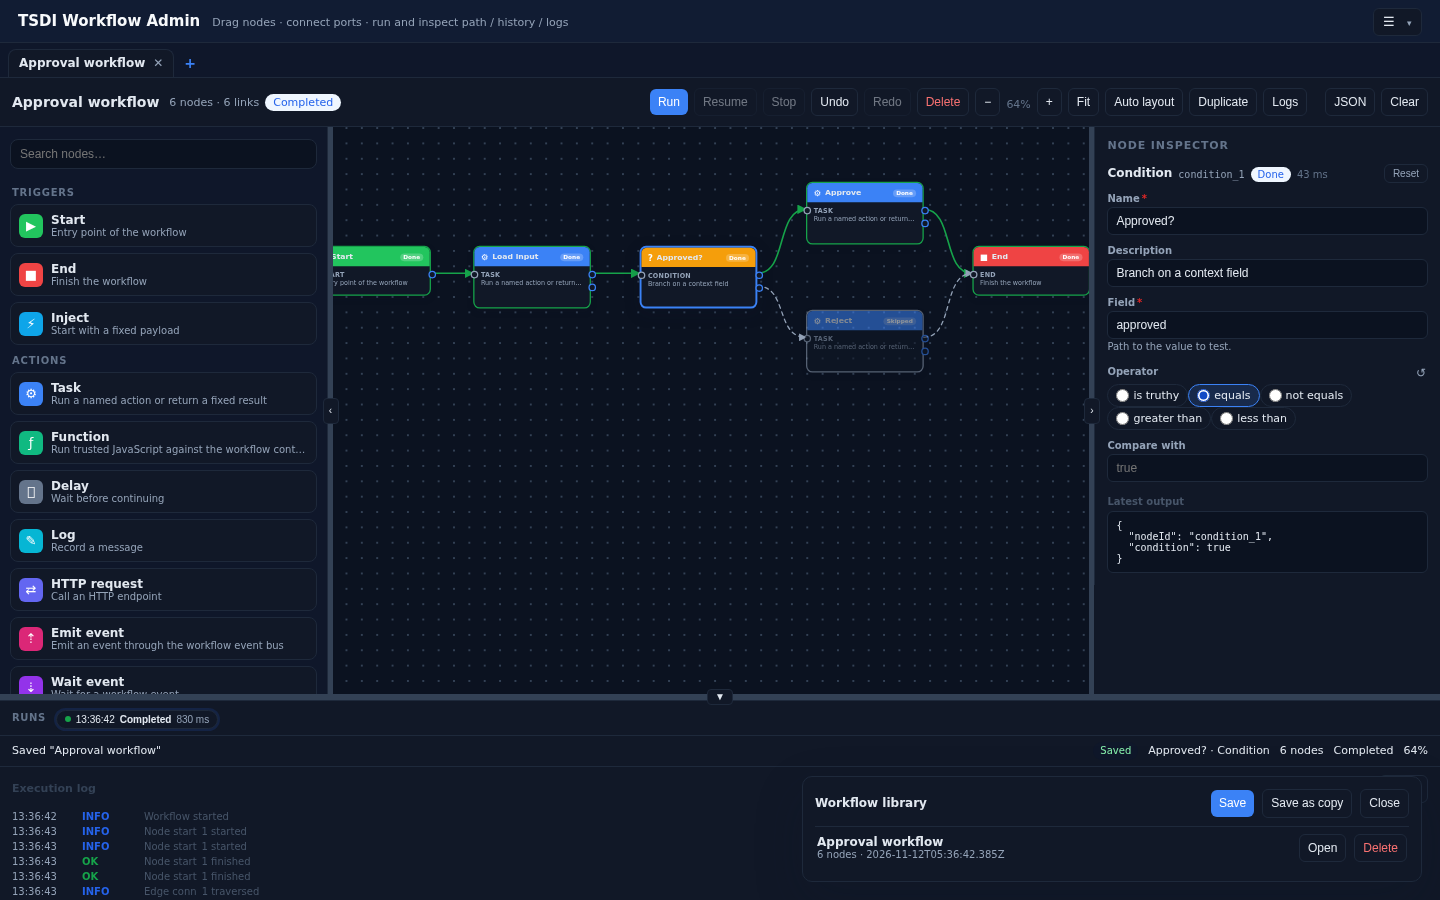 TSDI Workflow Admin Drag nodes · connect ports · run and inspect path / history / logs ☰ ▾
Approval workflow ✕ +
Approval workflow 6 nodes · 6 links Completed Run Resume Stop Undo Redo Delete − 64% + Fit Auto layout Duplicate Logs JSON Clear
Search nodes…
TRIGGERS
Start
Entry point of the workflow
End
Finish the workflow
Inject
Start with a fixed payload
ACTIONS
Task
Run a named action or return a fixed result
Function
Run trusted JavaScript against the workflow cont…
Delay
Wait before continuing
Log
Record a message
HTTP request
Call an HTTP endpoint
Emit event
Emit an event through the workflow event bus
Wait event
Wait for a workflow event
Start Done
ART
ry point of the workflow
Load input Done
TASK
Run a named action or return…
? Approved? Done
CONDITION
Branch on a context field
Approve Done
TASK
Run a named action or return…
Reject Skipped
TASK
Run a named action or return…
End Done
END
Finish the workflow
NODE INSPECTOR
Condition condition_1 Done 43 ms Reset
Name *
Approved?
Description
Branch on a context field
Field *
approved
Path to the value to test.
Operator ↺
is truthy equals not equals
greater than less than
Compare with
true
Latest output
{
"nodeId": "condition_1",
"condition": true
}
RUNS 13:36:42 Completed 830 ms
Saved "Approval workflow" Saved Approved? · Condition 6 nodes Completed 64%
Execution log
13:36:42 INFO Workflow started
13:36:43 INFO Node start_1 started
13:36:43 INFO Node start_1 started
13:36:43 OK Node start_1 finished
13:36:43 OK Node start_1 finished
13:36:43 INFO Edge conn_1 traversed
Workflow library Save Save as copy Close
Approval workflow
6 nodes · 2026-11-12T05:36:42.385Z Open Delete